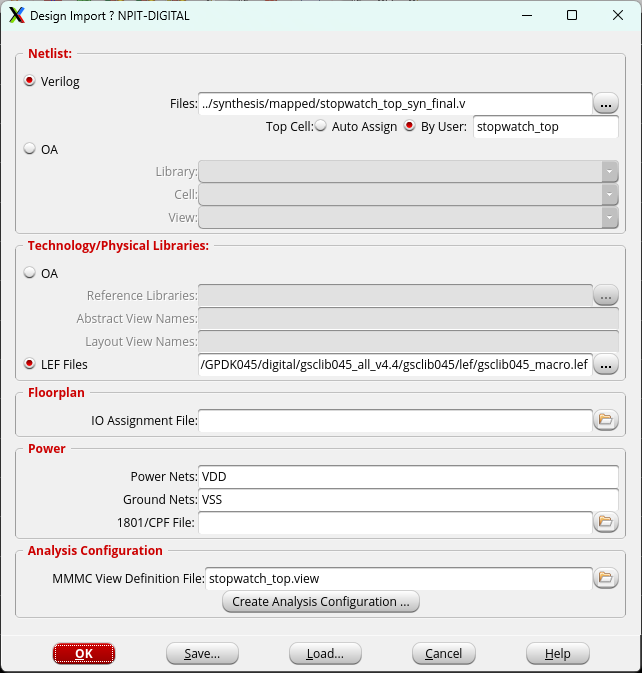 Design Import ? NPIT-DIGITAL
Netlist:
Verilog
Files: ../synthesis/mapped/stopwatch_top_syn_final.v ...
Top Cell: Auto Assign By User: stopwatch_top
OA
Library:
Cell:
View:
Technology/Physical Libraries:
OA
Reference Libraries: ...
Abstract View Names:
Layout View Names:
LEF Files /GPDK045/digital/gsclib045_all_v4.4/gsclib045/lef/gsclib045_macro.lef ...
Floorplan
IO Assignment File:
Power
Power Nets: VDD
Ground Nets: VSS
1801/CPF File:
Analysis Configuration
MMMC View Definition File: stopwatch_top.view
Create Analysis Configuration ...
OK Save... Load... Cancel Help